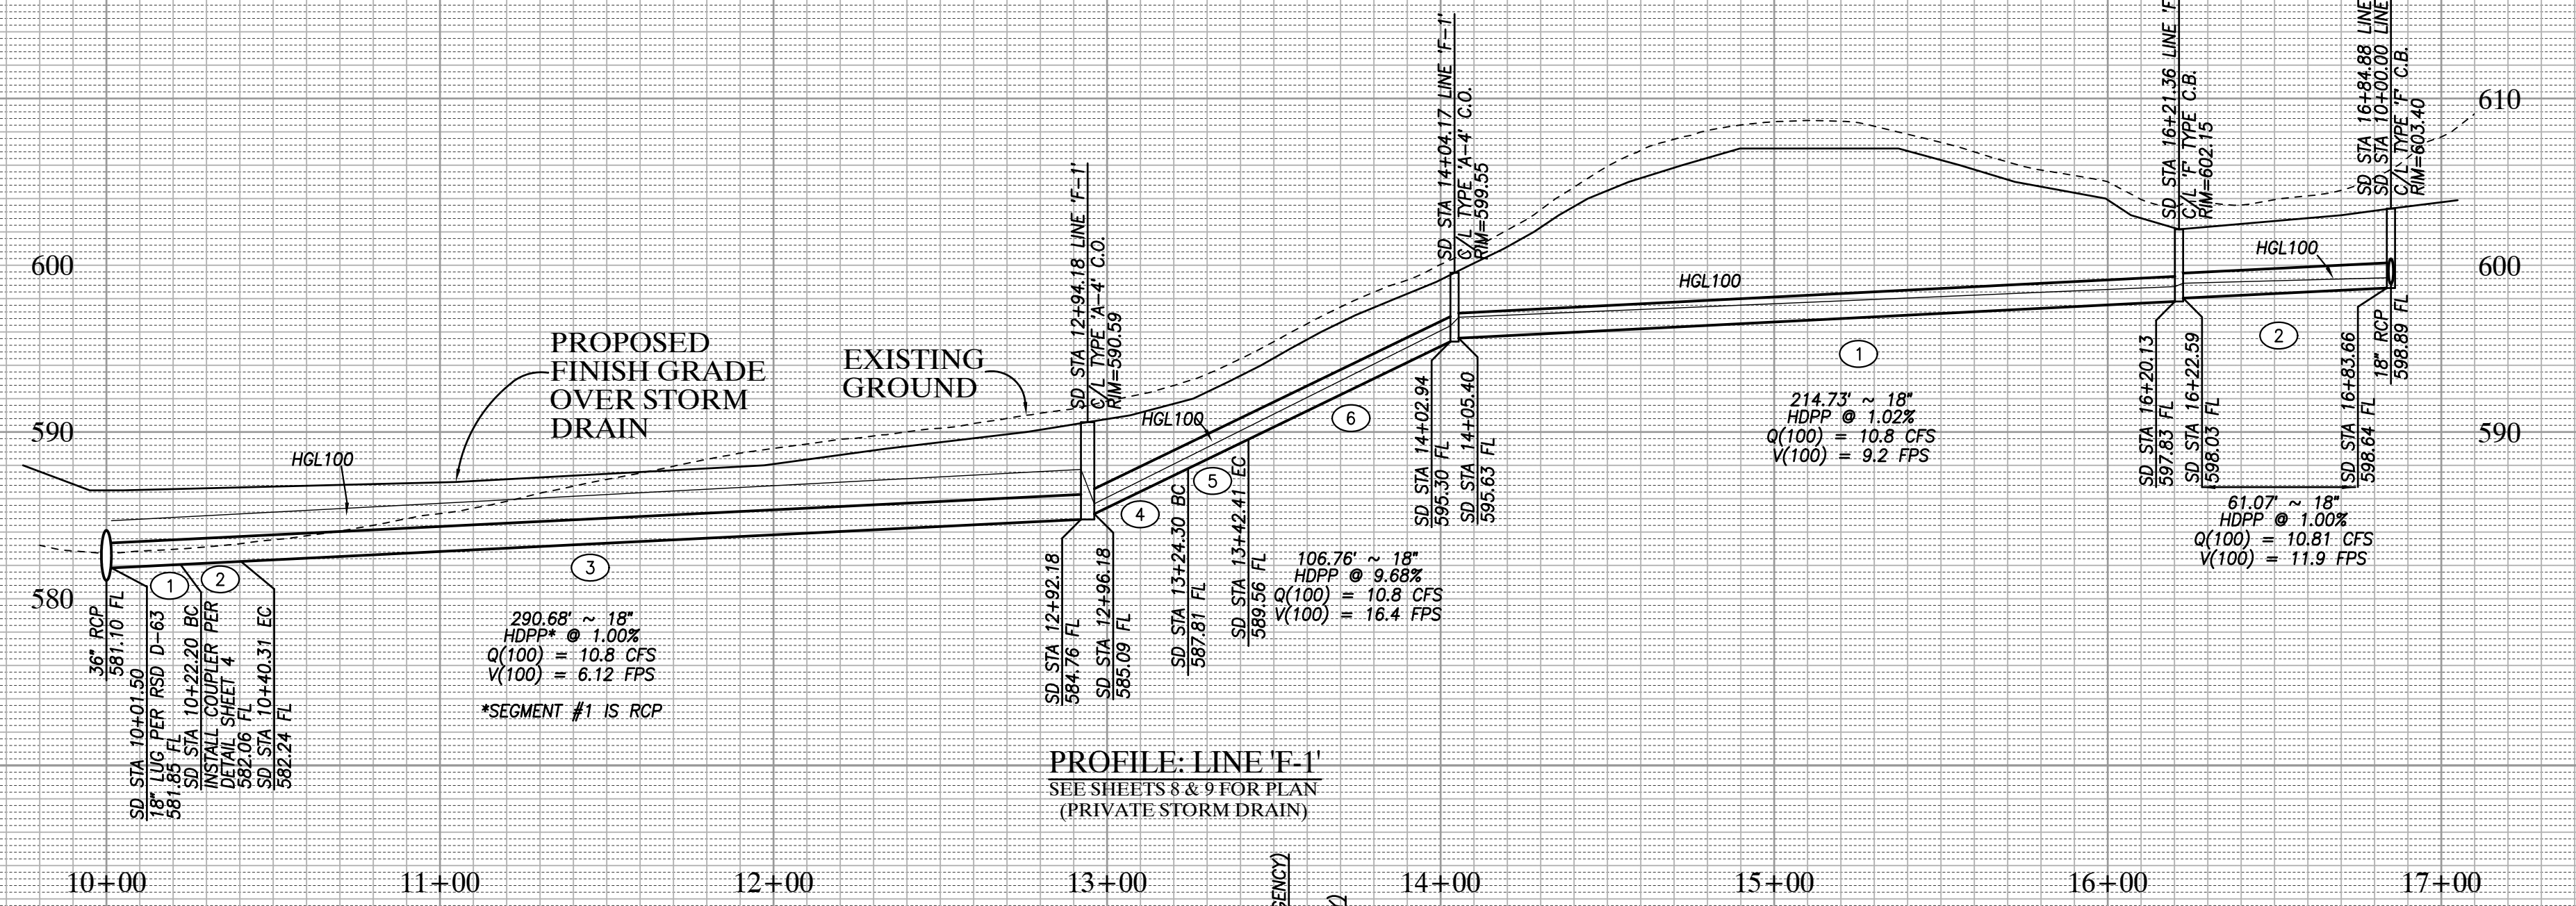 610
610
600
600
590
590
580
PROPOSED
FINISH GRADE
OVER STORM
DRAIN
EXISTING
GROUND
HGL100
HGL100
HGL100
HGL100
36" RCP
581.10 FL
SD STA 10+01.50
18" LUG PER RSD D-63
581.85 FL
SD STA 10+22.20 BC
INSTALL COUPLER PER
DETAIL SHEET 4
582.06 FL
SD STA 10+40.31 EC
582.24 FL
1
2
3
290.68' ~ 18"
HDPP* @ 1.00%
Q(100) = 10.8 CFS
V(100) = 6.12 FPS
*SEGMENT #1 IS RCP
SD STA 12+94.18 LINE 'F-1'
C/L TYPE 'A-4' C.O.
RIM=590.59
SD STA 12+92.18
584.76 FL
SD STA 12+96.18
585.09 FL
4
5
6
SD STA 13+24.30 BC
587.81 FL
SD STA 13+42.41 EC
589.56 FL
106.76' ~ 18"
HDPP @ 9.68%
Q(100) = 10.8 CFS
V(100) = 16.4 FPS
SD STA 14+04.17 LINE 'F-1'
C/L TYPE 'A-4' C.O.
RIM=599.55
SD STA 14+02.94
595.30 FL
SD STA 14+05.40
595.63 FL
1
214.73' ~ 18"
HDPP @ 1.02%
Q(100) = 10.8 CFS
V(100) = 9.2 FPS
SD STA 16+21.36 LINE 'F
C/L 'F' TYPE C.B.
RIM=602.15
SD STA 16+20.13
597.83 FL
SD STA 16+22.59
598.03 FL
2
61.07' ~ 18"
HDPP @ 1.00%
Q(100) = 10.81 CFS
V(100) = 11.9 FPS
SD STA 16+84.88 LINE
SD STA 10+00.00 LINE
C/L TYPE 'F' C.B.
RIM=603.40
SD STA 16+83.66
598.64 FL
18" RCP
598.89 FL
PROFILE: LINE 'F-1'
SEE SHEETS 8 & 9 FOR PLAN
(PRIVATE STORM DRAIN)
10+00
11+00
12+00
13+00
14+00
15+00
16+00
17+00